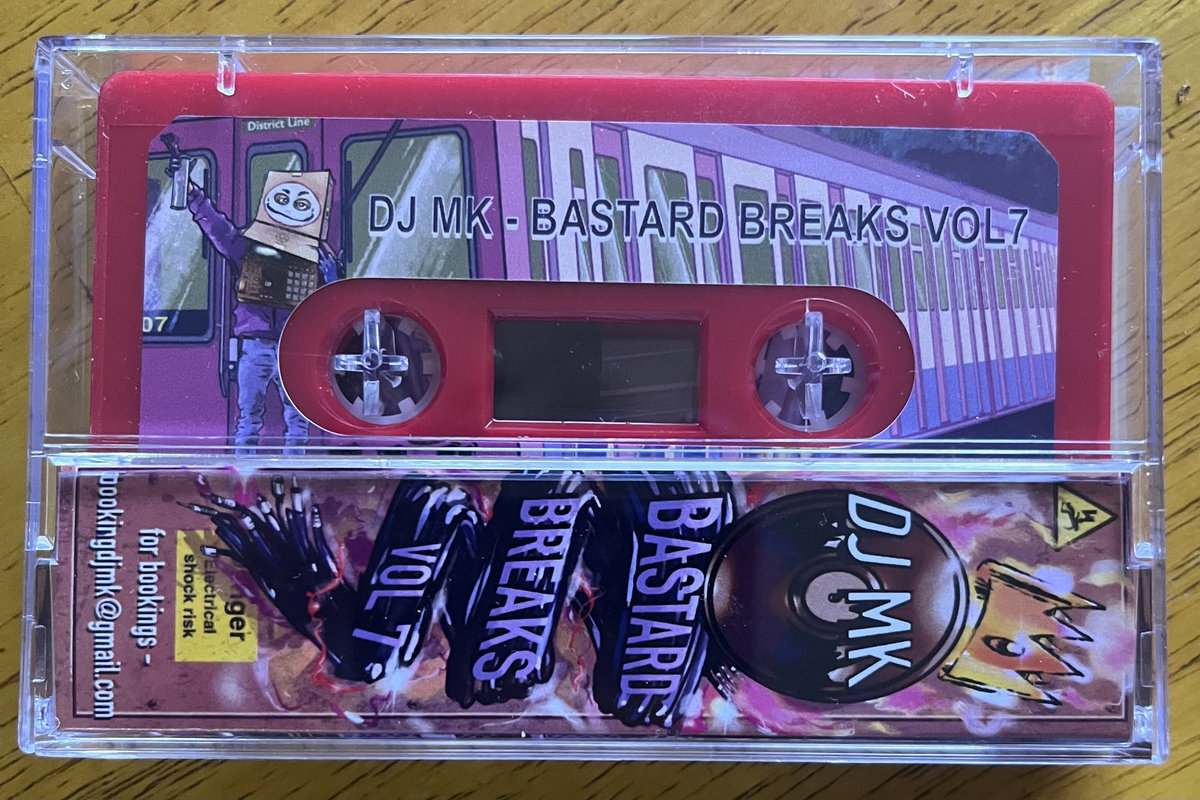 District Line
DJ MK - BASTARD BREAKS VOL7
07
DJ MK
BASTARD
BREAKS
VOL 7
nger
Electrical
shock risk
for bookings -
bookingdjmk@gmail.com